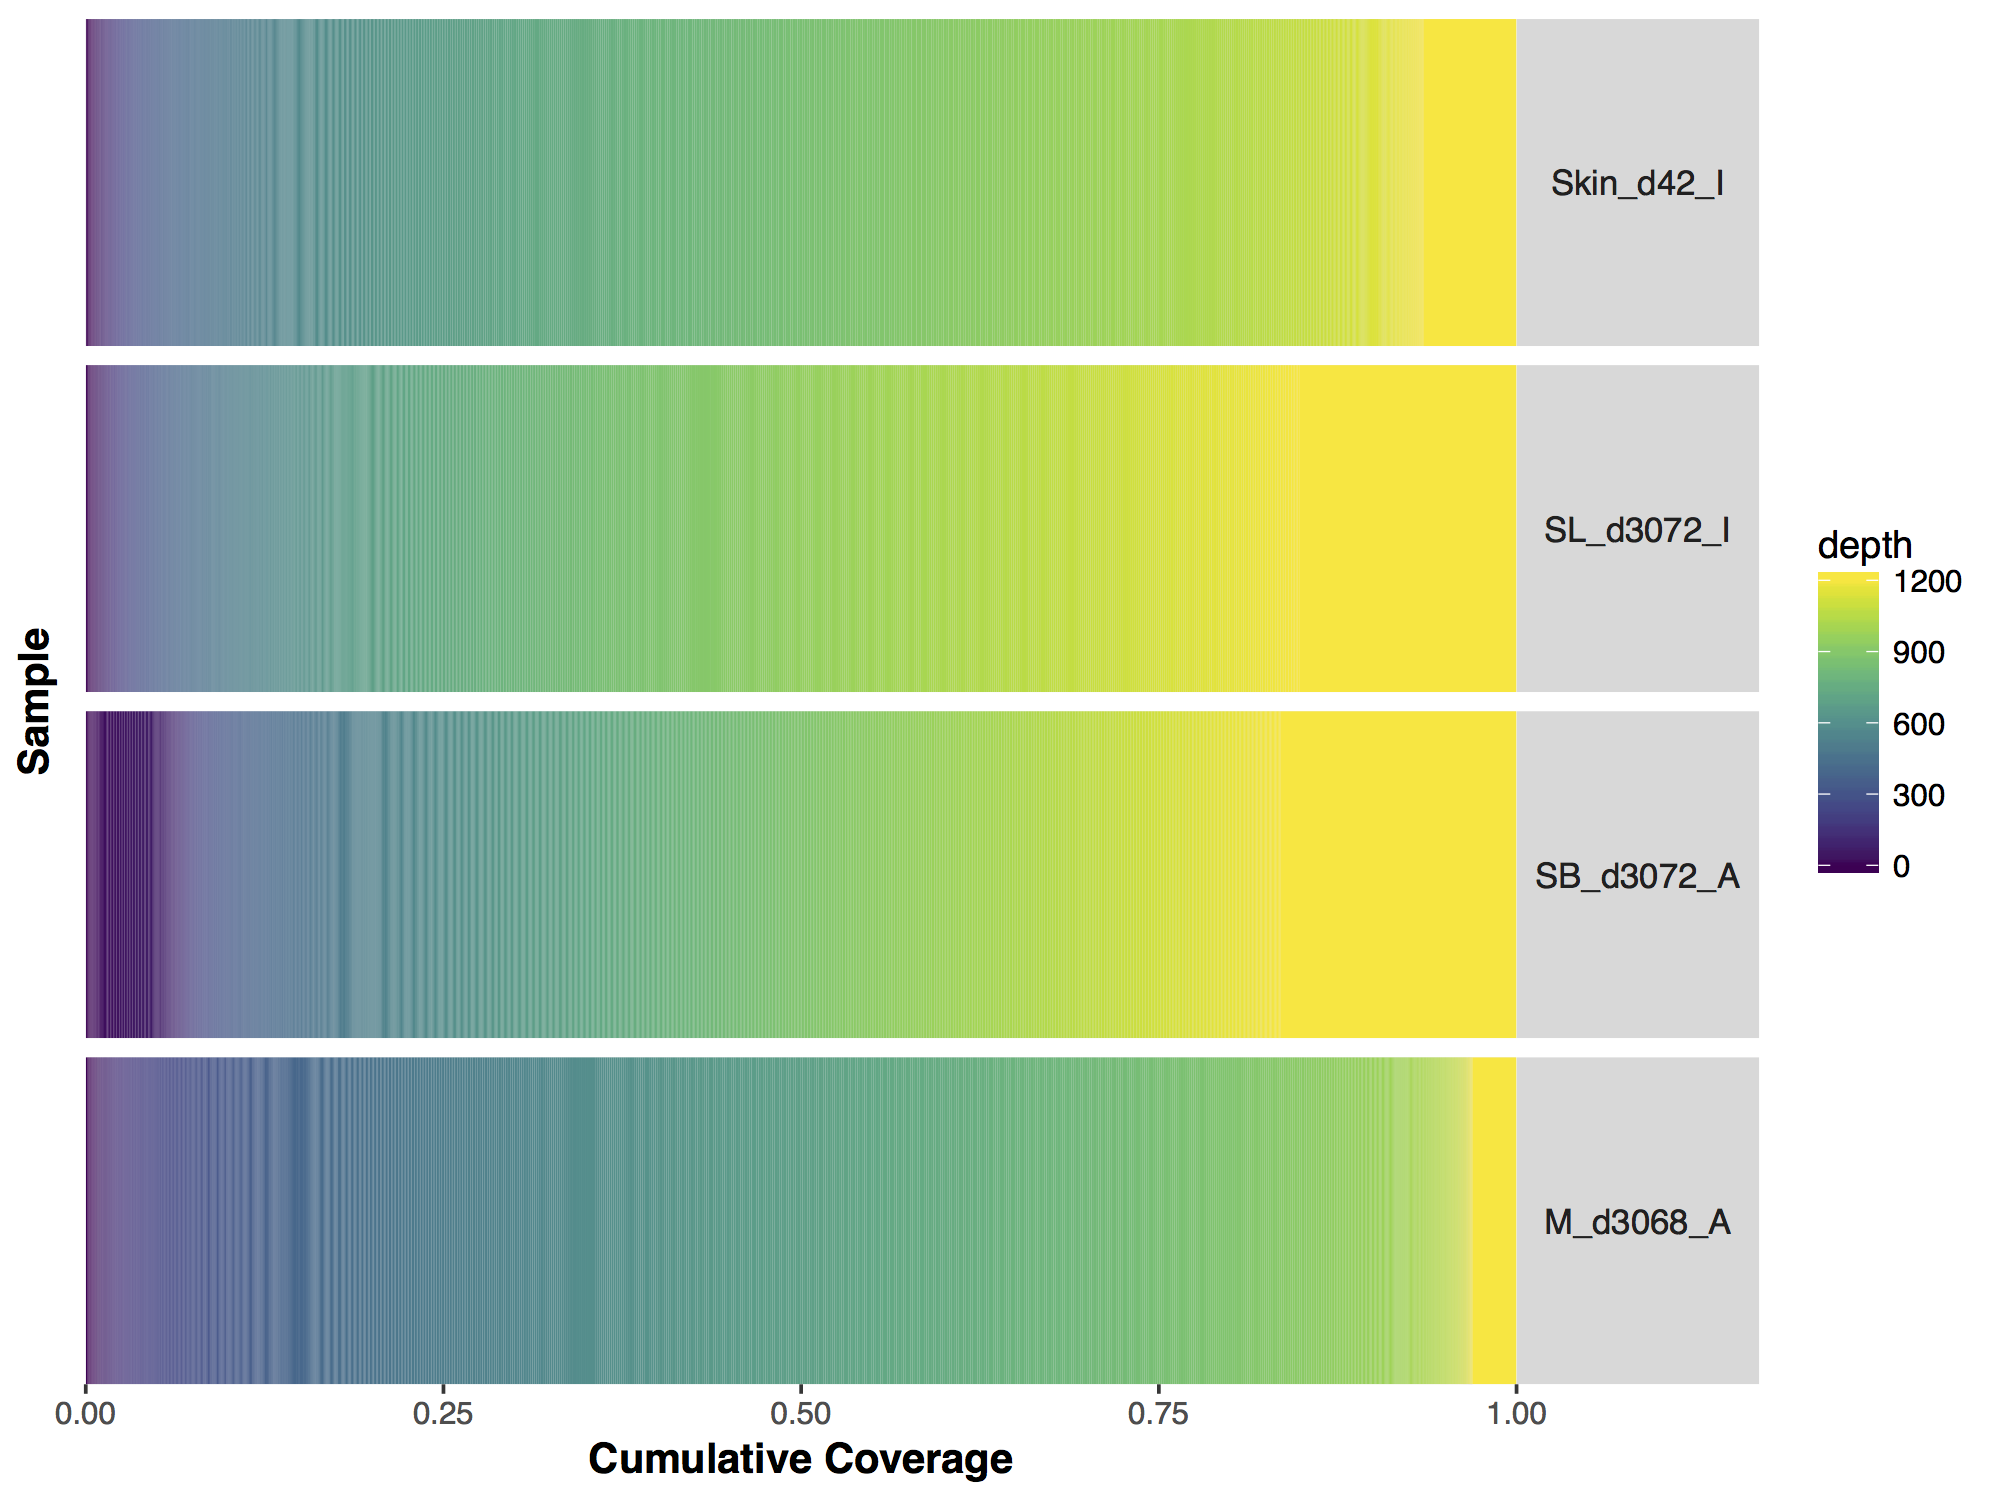 Skin_d42_I
SL_d3072_I
SB_d3072_A
M_d3068_A
Sample
0.00 0.25 0.50 0.75 1.00
Cumulative Coverage
depth
1200
900
600
300
0